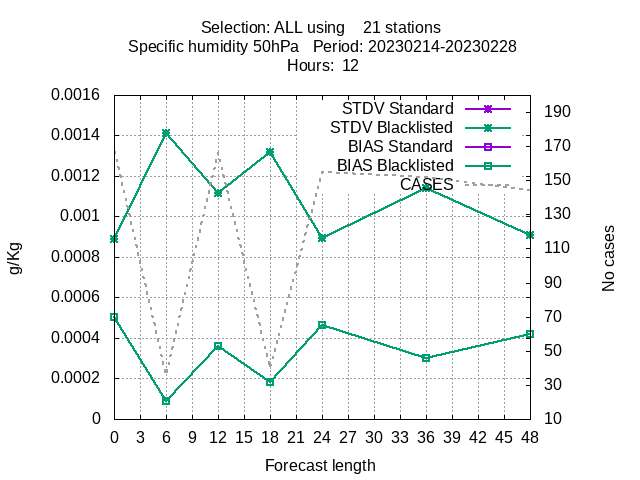 Selection: ALL using    21 stations
Specific humidity 50hPa   Period: 20230214-20230228
Hours:  12
STDV Standard
STDV Blacklisted
BIAS Standard
BIAS Blacklisted
CASES
0.0016
0.0014
0.0012
0.001
0.0008
0.0006
0.0004
0.0002
0
g/Kg
190
170
150
130
110
90
70
50
30
10
No cases
0 3 6 9 12 15 18 21 24 27 30 33 36 39 42 45 48
Forecast length